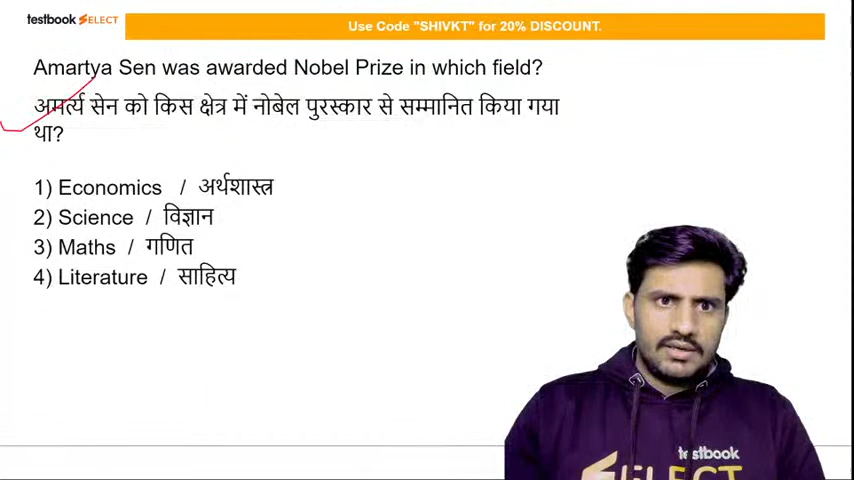 testbook SELECT
Use Code "SHIVKT" for 20% DISCOUNT.
Amartya Sen was awarded Nobel Prize in which field?
अमर्त्य सेन को किस क्षेत्र में नोबेल पुरस्कार से सम्मानित किया गया
था?
1) Economics / अर्थशास्त्र
2) Science / विज्ञान
3) Maths / गणित
4) Literature / साहित्य
testbook
SELECT